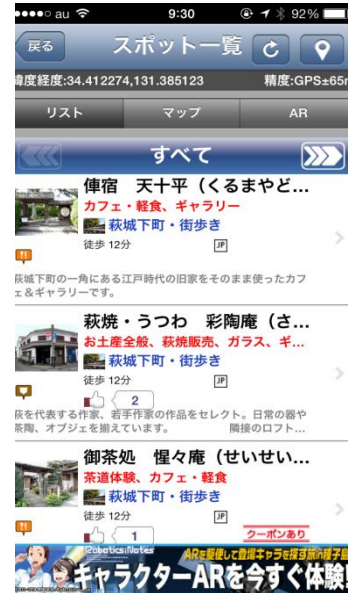 au 9:30 92%
戻る スポット一覧
緯度経度:34.412274,131.385123 精度:GPS±65m
リスト マップ AR
すべて
俥宿 天十平（くるまやど…
カフェ・軽食、ギャラリー
萩城下町・街歩き
徒歩 12分 JP
萩城下町の一角にある江戸時代の旧家をそのまま使ったカフ
ェ＆ギャラリーです。
萩焼・うつわ 彩陶庵（さ…
お土産全般、萩焼販売、ガラス、ギ…
萩城下町・街歩き
徒歩 12分 JP
2
萩を代表する作家、若手作家の作品をセレクト。日常の器や
茶陶、オブジェを揃えています。 隣接のロフト…
御茶処 惺々庵（せいせい…
茶道体験、カフェ・軽食
萩城下町・街歩き
徒歩 12分 JP
1 クーポンあり
Robotics;Notes ARを駆使して登場キャラを探す旅in種子島
キャラクターARを今すぐ体験!